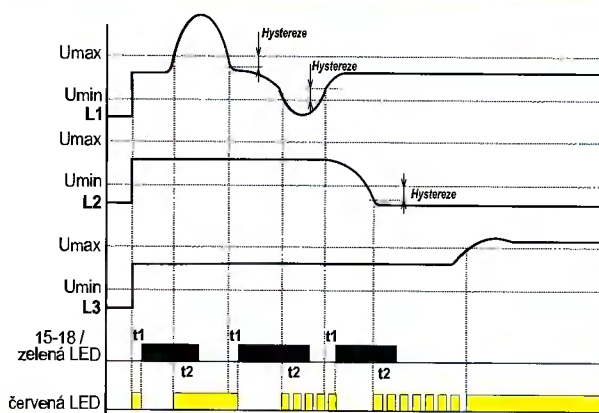 Hystereze
Umax
Hystereze
Umin
L1
Umax
Umin
Hystereze
L2
Umax
Umin
L3
15-18 /
zelená LED
t1
t1
t1
t2
t2
t2
červená LED